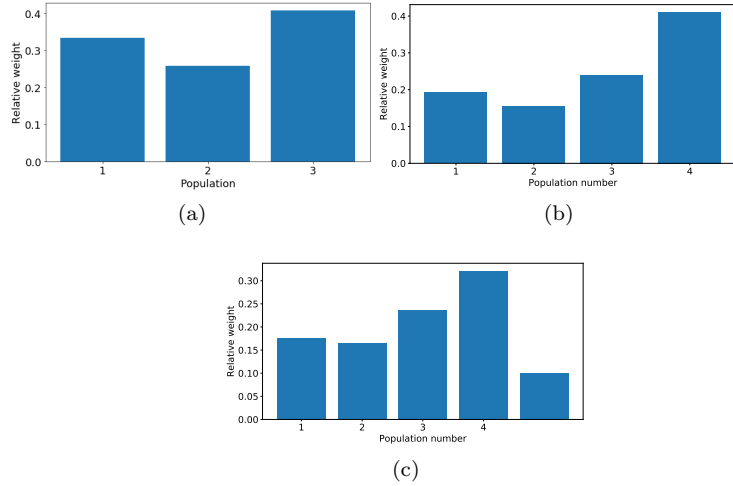 0.4
0.3
0.2
0.1
0.0
Relative weight
1 2 3
Population
(a)
0.4
0.3
0.2
0.1
0.0
Relative weight
1 2 3 4
Population number
(b)
0.30
0.25
0.20
0.15
0.10
0.05
0.00
Relative weight
1 2 3 4
Population number
(c)